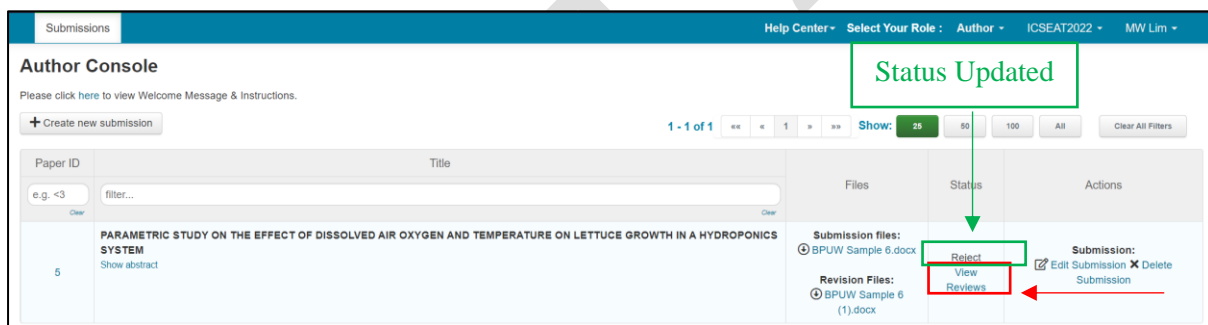 Submissions
Help Center Select Your Role : Author ICSEAT2022 MW Lim
Author Console
Status Updated
Please click here to view Welcome Message & Instructions.
+ Create new submission
1 - 1 of 1 «« « 1 » »» Show: 25 50 100 All Clear All Filters
Paper ID
Title
Files
Status
Actions
e.g. <3
filter...
Clear
Clear
5
PARAMETRIC STUDY ON THE EFFECT OF DISSOLVED AIR OXYGEN AND TEMPERATURE ON LETTUCE GROWTH IN A HYDROPONICS
SYSTEM
Show abstract
Submission files:
BPUW Sample 6.docx
Revision Files:
BPUW Sample 6
(1).docx
Reject
View
Reviews
Submission:
Edit Submission Delete
Submission